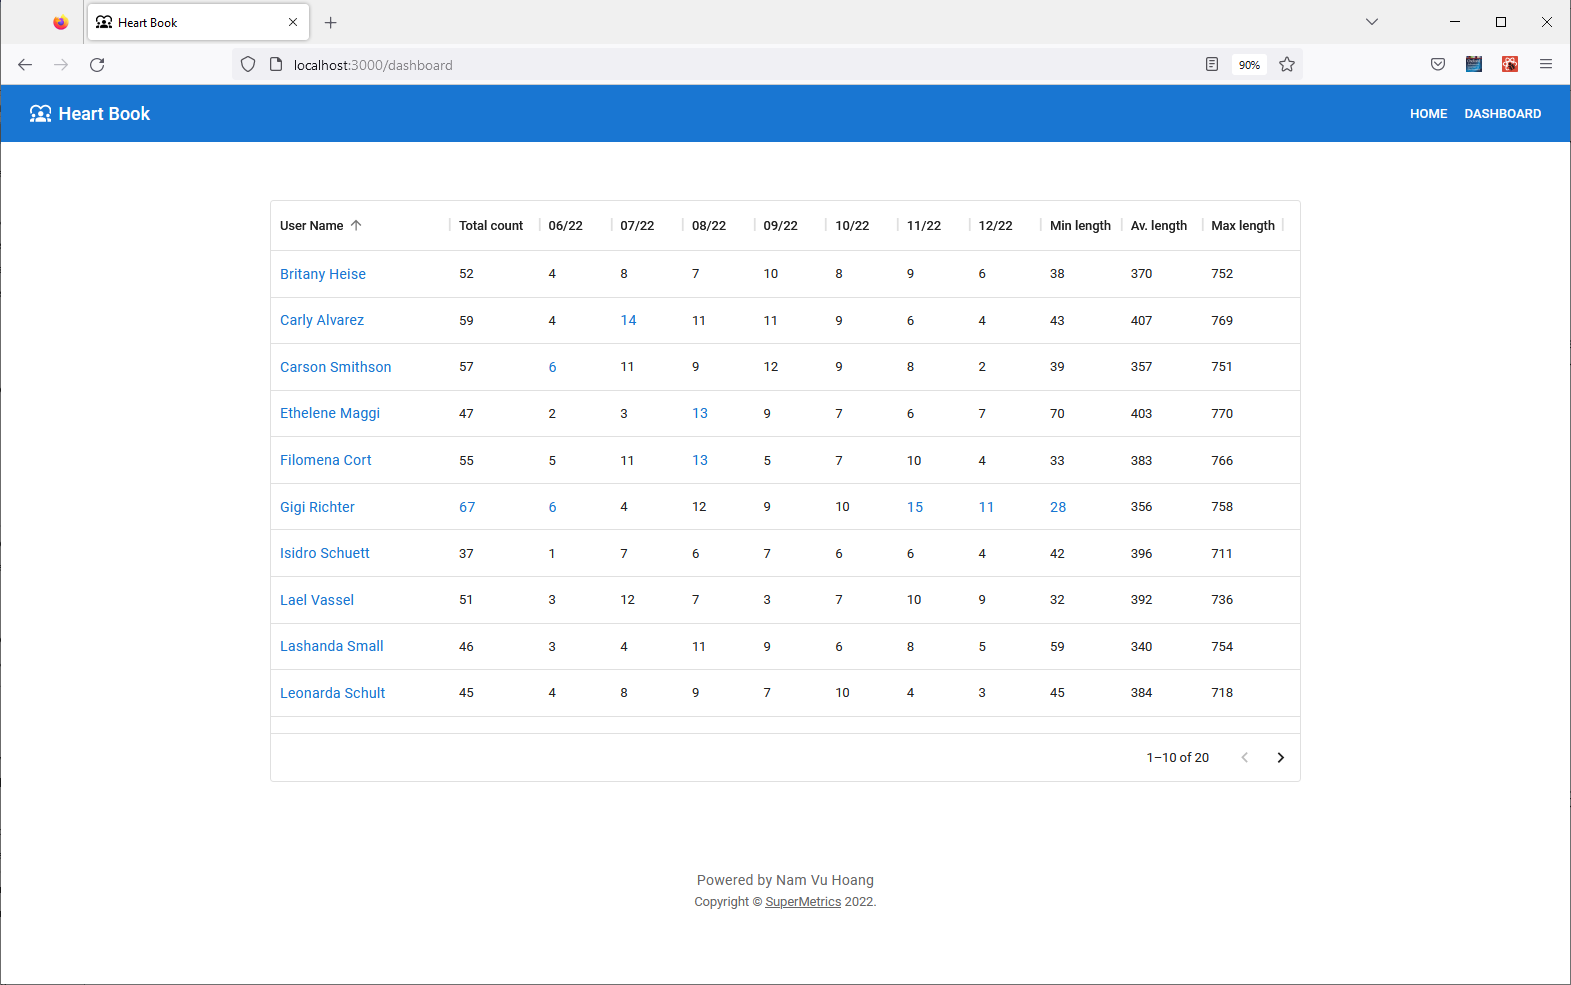 Heart Book
localhost:3000/dashboard
90%
Heart Book
HOME DASHBOARD
User Name Total count 06/22 07/22 08/22 09/22 10/22 11/22 12/22 Min length Av. length Max length
Britany Heise 52 4 8 7 10 8 9 6 38 370 752
Carly Alvarez 59 4 14 11 11 9 6 4 43 407 769
Carson Smithson 57 6 11 9 12 9 8 2 39 357 751
Ethelene Maggi 47 2 3 13 9 7 6 7 70 403 770
Filomena Cort 55 5 11 13 5 7 10 4 33 383 766
Gigi Richter 67 6 4 12 9 10 15 11 28 356 758
Isidro Schuett 37 1 7 6 7 6 6 4 42 396 711
Lael Vassel 51 3 12 7 3 7 10 9 32 392 736
Lashanda Small 46 3 4 11 9 6 8 5 59 340 754
Leonarda Schult 45 4 8 9 7 10 4 3 45 384 718
1–10 of 20
Powered by Nam Vu Hoang
Copyright © SuperMetrics 2022.